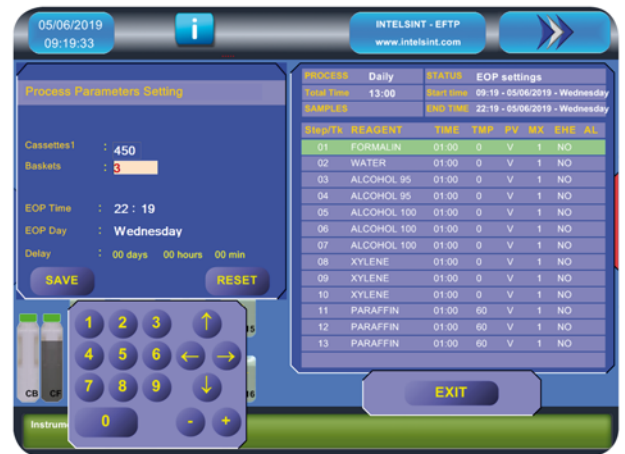 05/06/2019
09:19:33
i
INTELSINT - EFTP
www.intelsint.com
Process Parameters Setting
Cassettes1 : 450
Baskets : 3
EOP Time : 22 : 19
EOP Day : Wednesday
Delay : 00 days 00 hours 00 min
SAVE RESET
PROCESS Daily STATUS EOP settings
Total Time 13:00 Start time 09:19 - 05/06/2019 - Wednesday
SAMPLES END TIME 22:19 - 05/06/2019 - Wednesday
Step/Tk REAGENT TIME TMP PV MX EHE AL
01 FORMALIN 01:00 0 V 1 NO
02 WATER 01:00 0 V 1 NO
03 ALCOHOL 95 01:00 0 V 1 NO
04 ALCOHOL 95 01:00 0 V 1 NO
05 ALCOHOL 100 01:00 0 V 1 NO
06 ALCOHOL 100 01:00 0 V 1 NO
07 ALCOHOL 100 01:00 0 V 1 NO
08 XYLENE 01:00 0 V 1 NO
09 XYLENE 01:00 0 V 1 NO
10 XYLENE 01:00 0 V 1 NO
11 PARAFFIN 01:00 60 V 1 NO
12 PARAFFIN 01:00 60 V 1 NO
13 PARAFFIN 01:00 60 V 1 NO
EXIT
1 2 3 ↑
4 5 6 ← →
7 8 9 ↓
0 - +
15
16
CB CF
Instrum